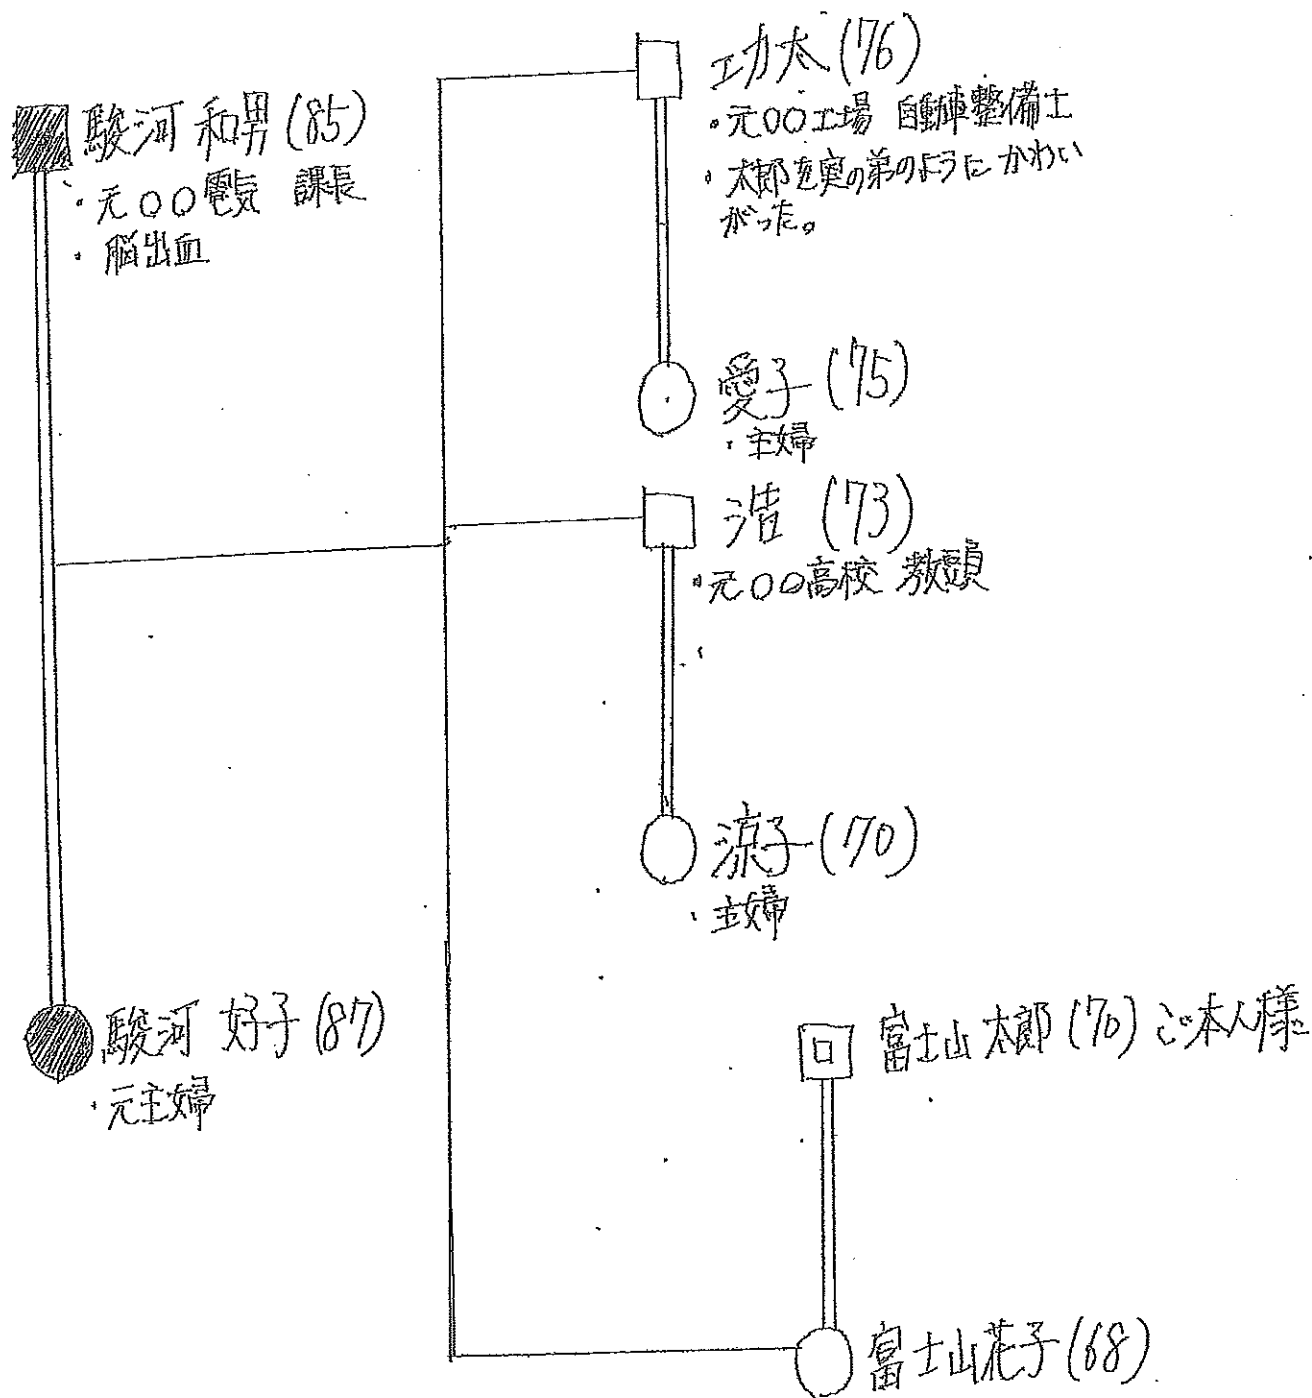 駿河 和男 (85)
・元○○電気 課長
・脳出血
功太 (76)
・元○○工場 自動車整備士
・太郎を実の弟のようにかわい
がった。
愛子 (75)
・主婦
浩 (73)
・元○○高校 教頭
涼子 (70)
・主婦
駿河 好子 (87)
・元主婦
富士山 太郎 (70) ご本人様
富士山花子 (68)